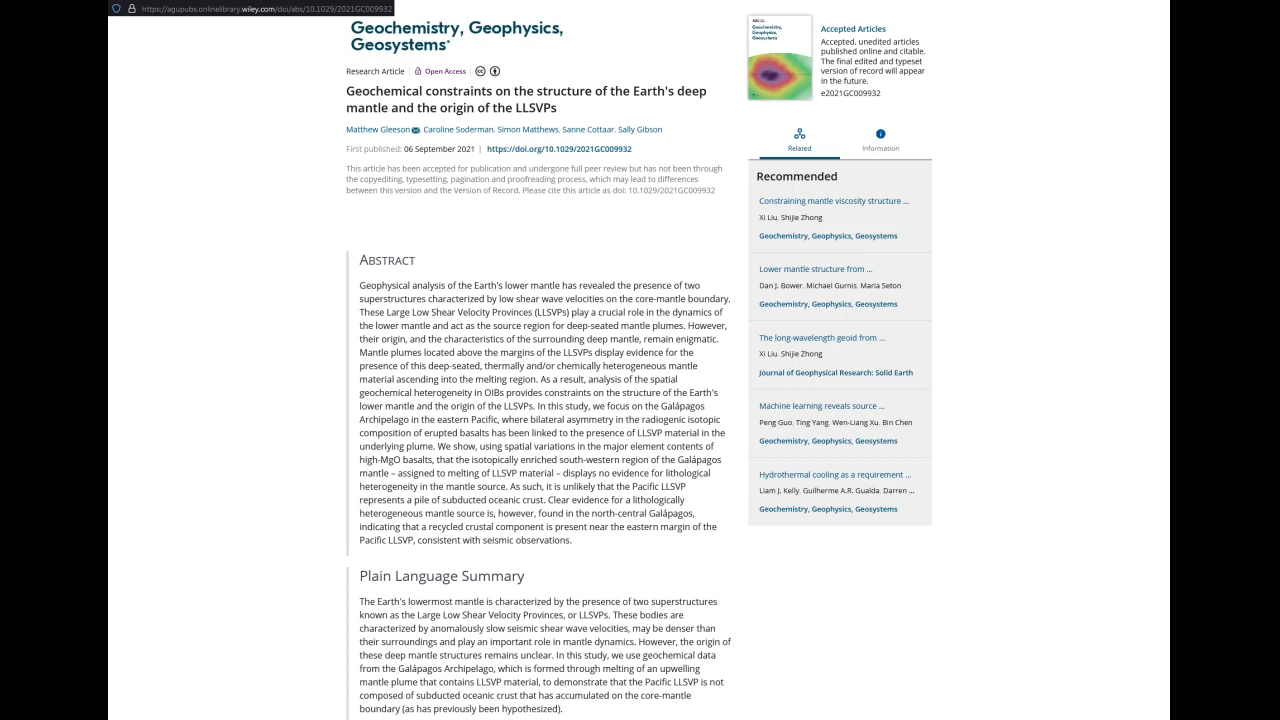 https://agupubs.onlinelibrary.wiley.com/doi/abs/10.1029/2021GC009932
Geochemistry, Geophysics,
Geosystems
Research Article
Open Access
Geochemical constraints on the structure of the Earth's deep
mantle and the origin of the LLSVPs
Matthew Gleeson, Caroline Soderman, Simon Matthews, Sanne Cottaar, Sally Gibson
First published: 06 September 2021 | https://doi.org/10.1029/2021GC009932
This article has been accepted for publication and undergone full peer review but has not been through
the copyediting, typesetting, pagination and proofreading process, which may lead to differences
between this version and the Version of Record. Please cite this article as doi: 10.1029/2021GC009932
ABSTRACT
Geophysical analysis of the Earth's lower mantle has revealed the presence of two
superstructures characterized by low shear wave velocities on the core-mantle boundary.
These Large Low Shear Velocity Provinces (LLSVPs) play a crucial role in the dynamics of
the lower mantle and act as the source region for deep-seated mantle plumes. However,
their origin, and the characteristics of the surrounding deep mantle, remain enigmatic.
Mantle plumes located above the margins of the LLSVPs display evidence for the
presence of this deep-seated, thermally and/or chemically heterogeneous mantle
material ascending into the melting region. As a result, analysis of the spatial
geochemical heterogeneity in OIBs provides constraints on the structure of the Earth's
lower mantle and the origin of the LLSVPs. In this study, we focus on the Galápagos
Archipelago in the eastern Pacific, where bilateral asymmetry in the radiogenic isotopic
composition of erupted basalts has been linked to the presence of LLSVP material in the
underlying plume. We show, using spatial variations in the major element contents of
high-MgO basalts, that the isotopically enriched south-western region of the Galápagos
mantle – assigned to melting of LLSVP material – displays no evidence for lithological
heterogeneity in the mantle source. As such, it is unlikely that the Pacific LLSVP
represents a pile of subducted oceanic crust. Clear evidence for a lithologically
heterogeneous mantle source is, however, found in the north-central Galápagos,
indicating that a recycled crustal component is present near the eastern margin of the
Pacific LLSVP, consistent with seismic observations.
Plain Language Summary
The Earth's lowermost mantle is characterized by the presence of two superstructures
known as the Large Low Shear Velocity Provinces, or LLSVPs. These bodies are
characterized by anomalously slow seismic shear wave velocities, may be denser than
their surroundings and play an important role in mantle dynamics. However, the origin of
these deep mantle structures remains unclear. In this study, we use geochemical data
from the Galápagos Archipelago, which is formed through melting of an upwelling
mantle plume that contains LLSVP material, to demonstrate that the Pacific LLSVP is not
composed of subducted oceanic crust that has accumulated on the core-mantle
boundary (as has previously been hypothesized).
Geochemistry,
Geophysics,
Geosystems
Accepted Articles
Accepted, unedited articles
published online and citable.
The final edited and typeset
version of record will appear
in the future.
e2021GC009932
Related
Information
Recommended
Constraining mantle viscosity structure ...
Xi Liu, Shijie Zhong
Geochemistry, Geophysics, Geosystems
Lower mantle structure from ...
Dan J. Bower, Michael Gurnis, Maria Seton
Geochemistry, Geophysics, Geosystems
The long-wavelength geoid from ...
Xi Liu, Shijie Zhong
Journal of Geophysical Research: Solid Earth
Machine learning reveals source ...
Peng Guo, Ting Yang, Wen-Liang Xu, Bin Chen
Geochemistry, Geophysics, Geosystems
Hydrothermal cooling as a requirement ...
Liam J. Kelly, Guilherme A.R. Gualda, Darren ...
Geochemistry, Geophysics, Geosystems